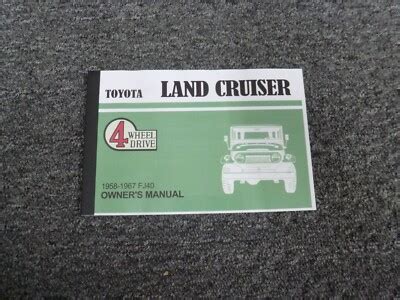 TOYOTA LAND CRUISER
4 WHEEL DRIVE
1958-1967 FJ40
OWNER'S MANUAL